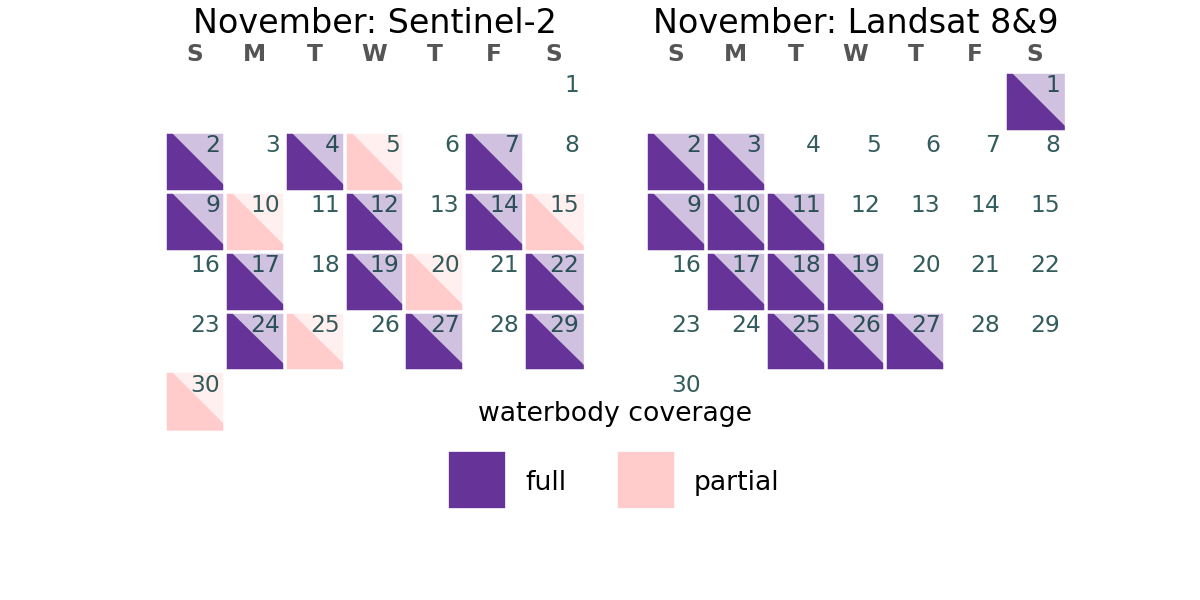 November: Sentinel-2
S M T W T F S
1
2 3 4 5 6 7 8
9 10 11 12 13 14 15
16 17 18 19 20 21 22
23 24 25 26 27 28 29
30
November: Landsat 8&9
S M T W T F S
1
2 3 4 5 6 7 8
9 10 11 12 13 14 15
16 17 18 19 20 21 22
23 24 25 26 27 28 29
30
waterbody coverage
full partial